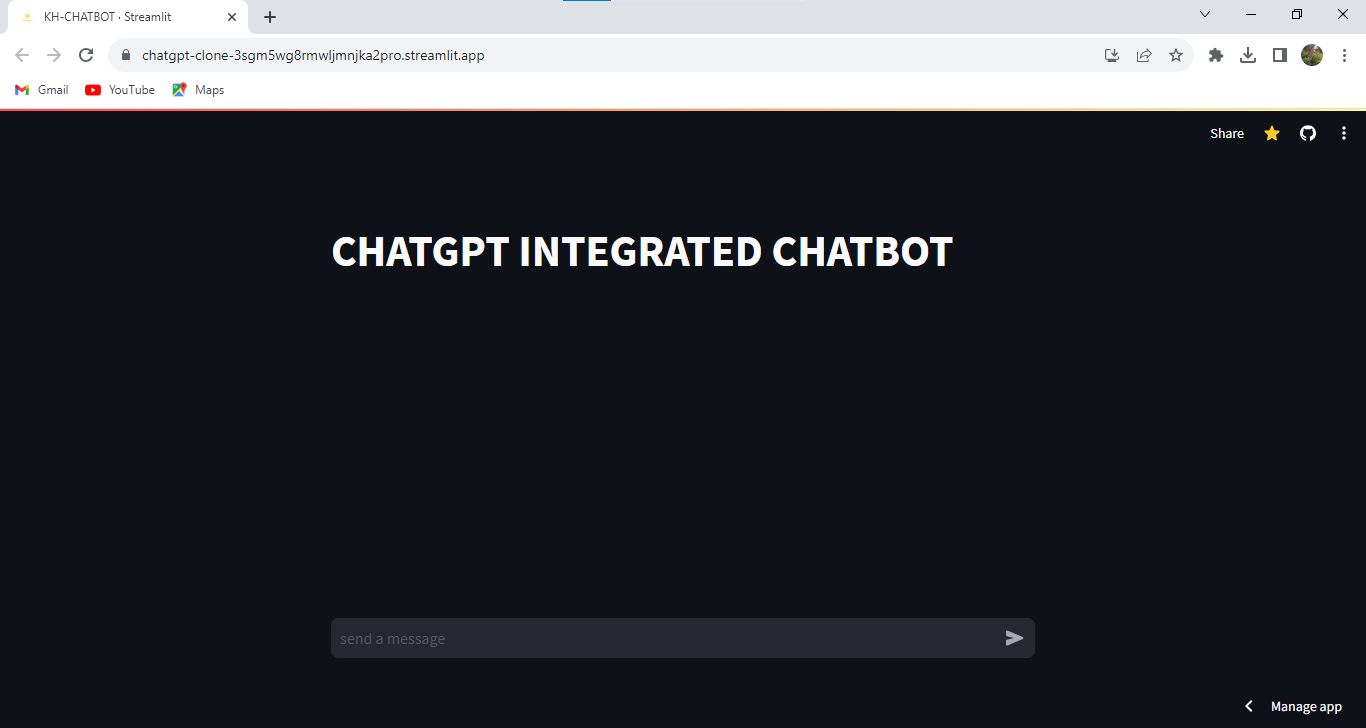 KH-CHATBOT · Streamlit
chatgpt-clone-3sgm5wg8rmwljmnjka2pro.streamlit.app
Gmail YouTube Maps
Share
CHATGPT INTEGRATED CHATBOT
send a message
Manage app